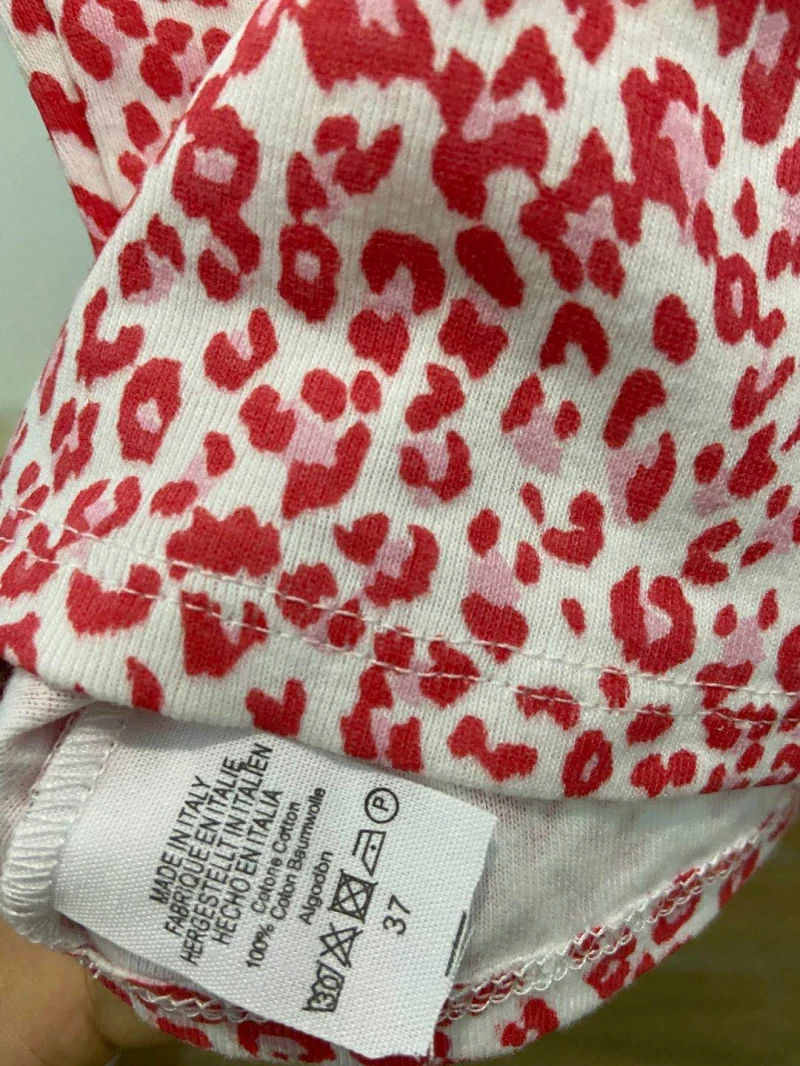 MADE IN ITALY
FABRIQUE EN ITALIE
HERGESTELLT IN ITALIEN
HECHO EN ITALIA
Cotone Cotton
100% Coton Baumwolle
Algodon
30 P
37